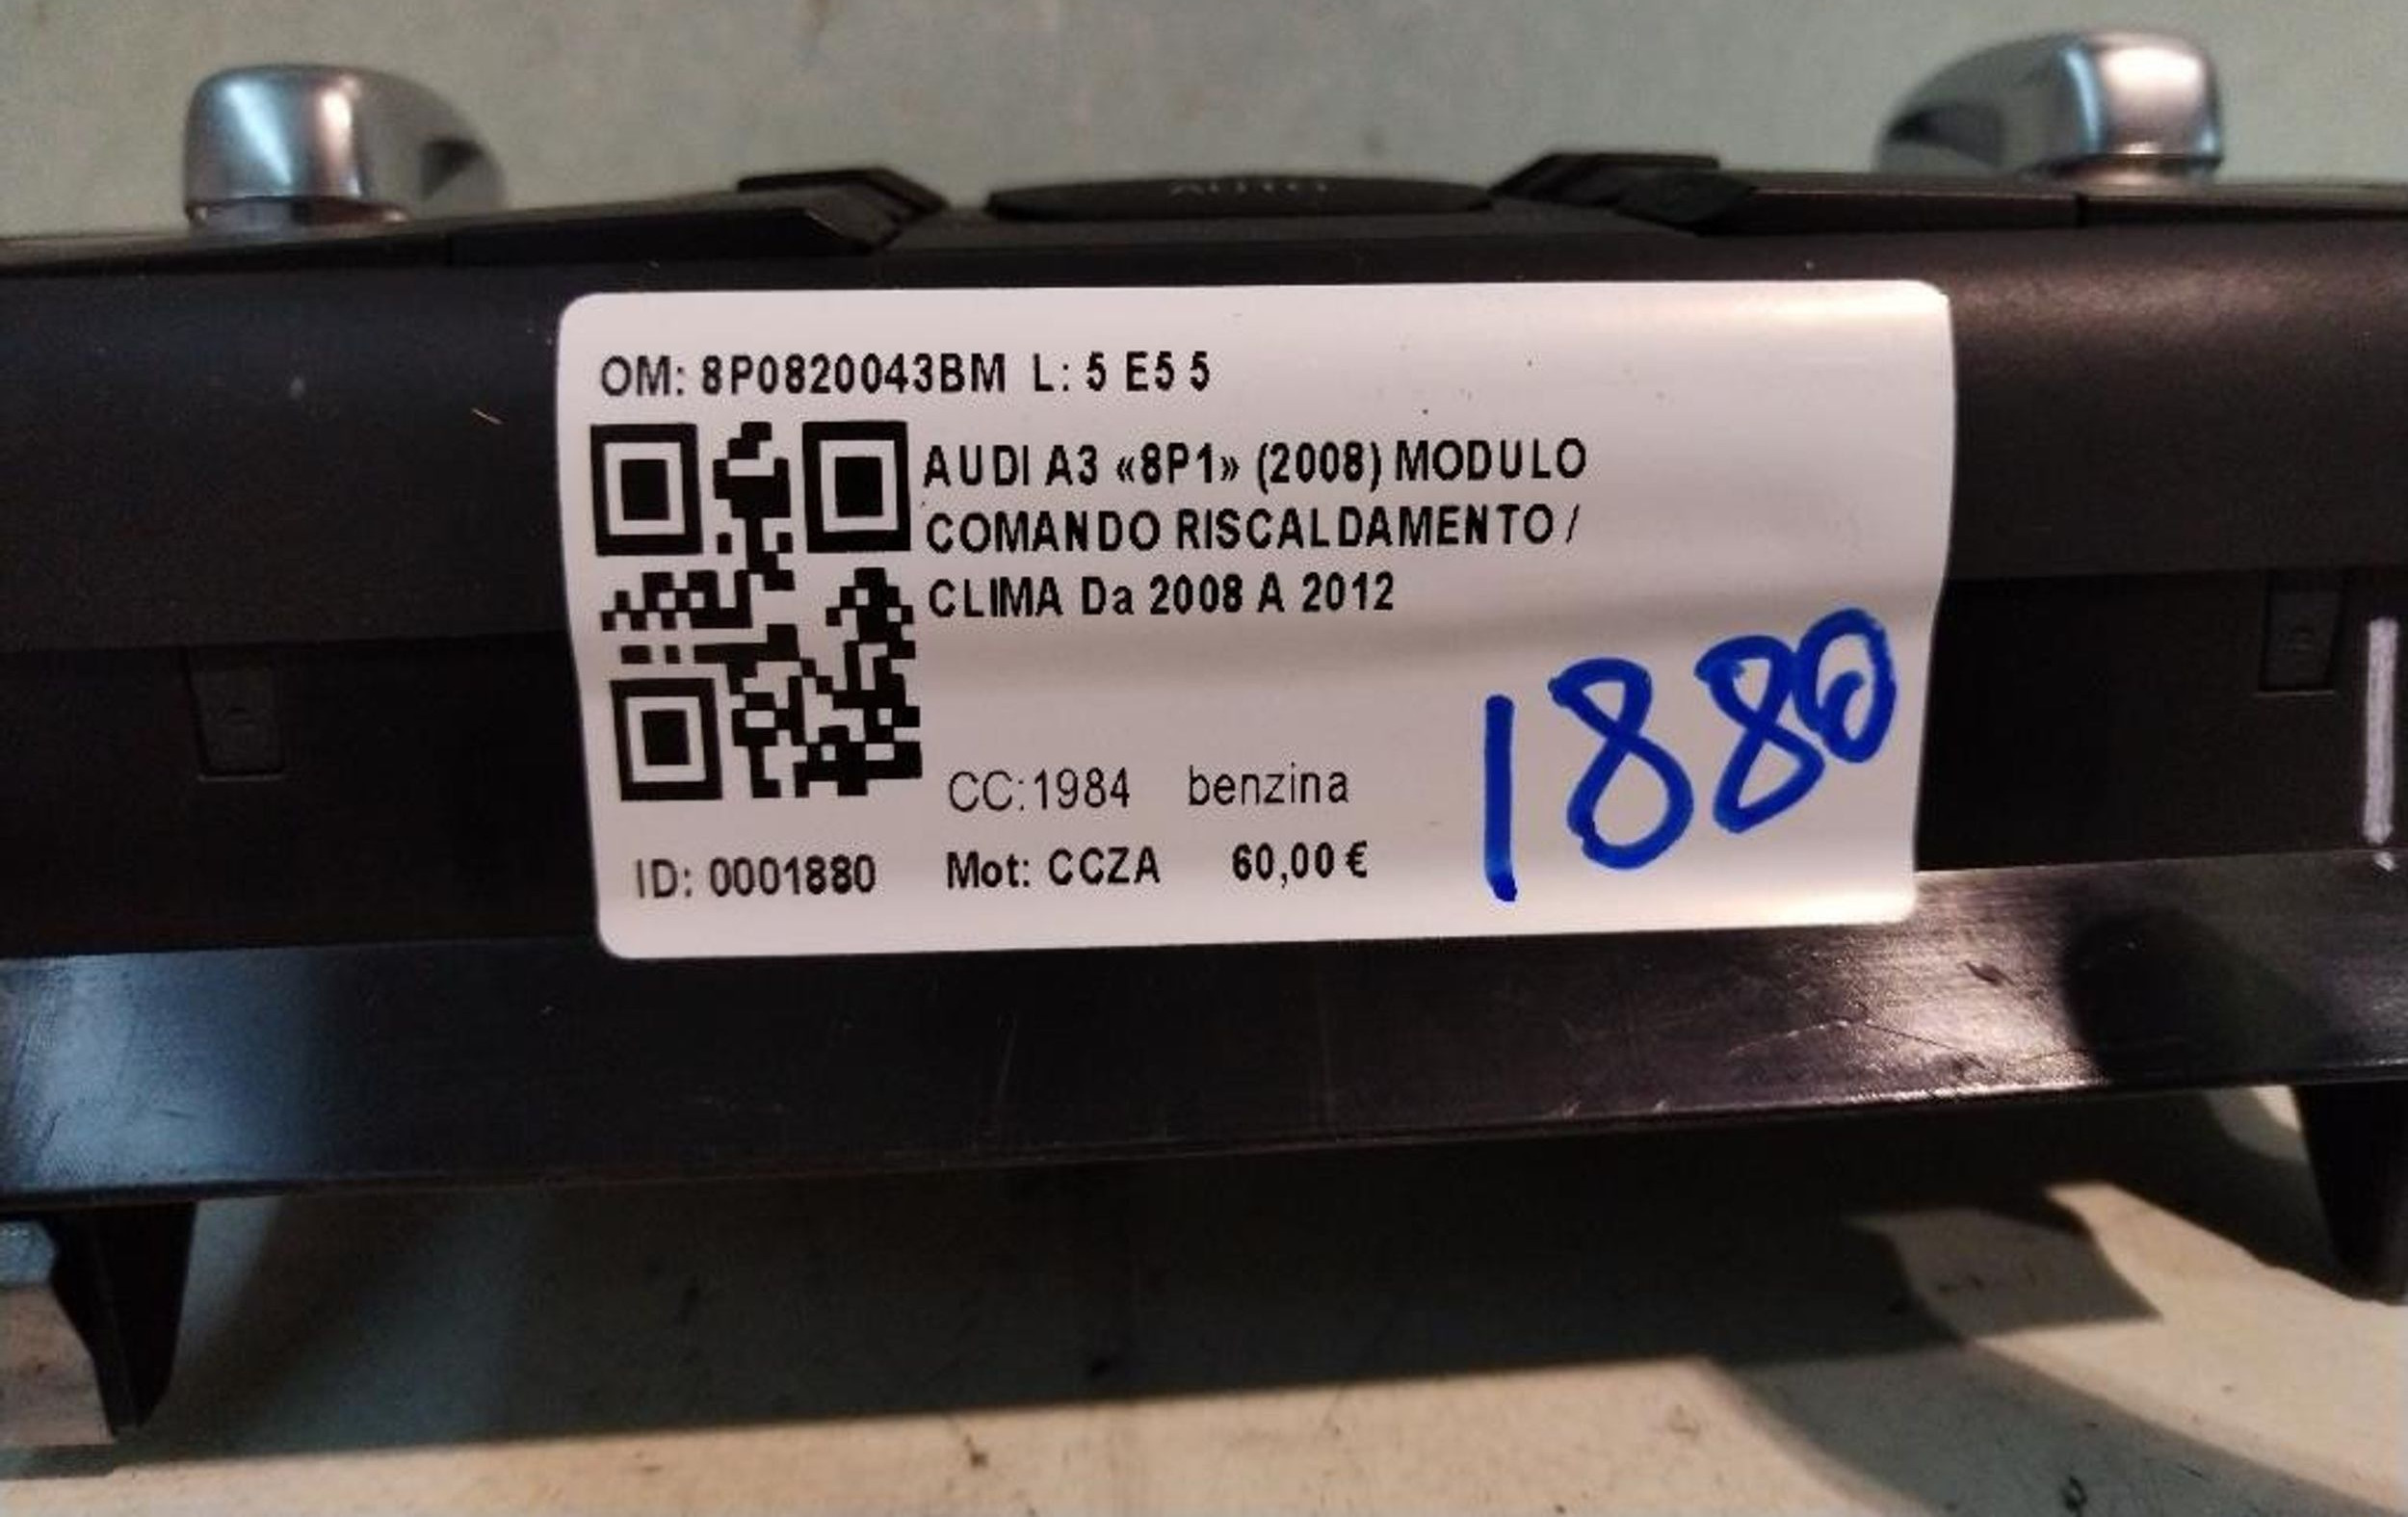 AUTO
OM: 8P0820043BM L: 5 E5 5
AUDI A3 «8P1» (2008) MODULO
COMANDO RISCALDAMENTO /
CLIMA Da 2008 A 2012
1880
CC:1984 benzina
ID: 0001880 Mot: CCZA 60,00 €